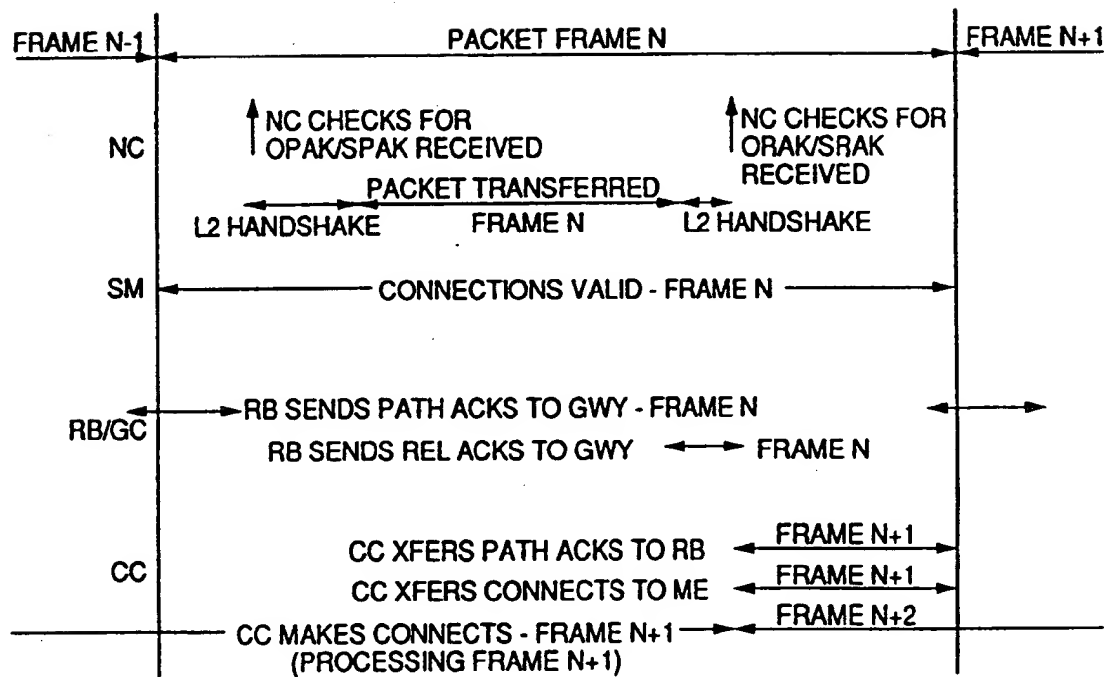 FRAME N-1
PACKET FRAME N
FRAME N+1
NC
NC CHECKS FOR
OPAK/SPAK RECEIVED
NC CHECKS FOR
ORAK/SRAK
RECEIVED
PACKET TRANSFERRED
L2 HANDSHAKE
FRAME N
L2 HANDSHAKE
SM
CONNECTIONS VALID - FRAME N
RB/GC
RB SENDS PATH ACKS TO GWY - FRAME N
RB SENDS REL ACKS TO GWY
FRAME N
CC
CC XFERS PATH ACKS TO RB
FRAME N+1
CC XFERS CONNECTS TO ME
FRAME N+1
CC MAKES CONNECTS - FRAME N+1
(PROCESSING FRAME N+1)
FRAME N+2